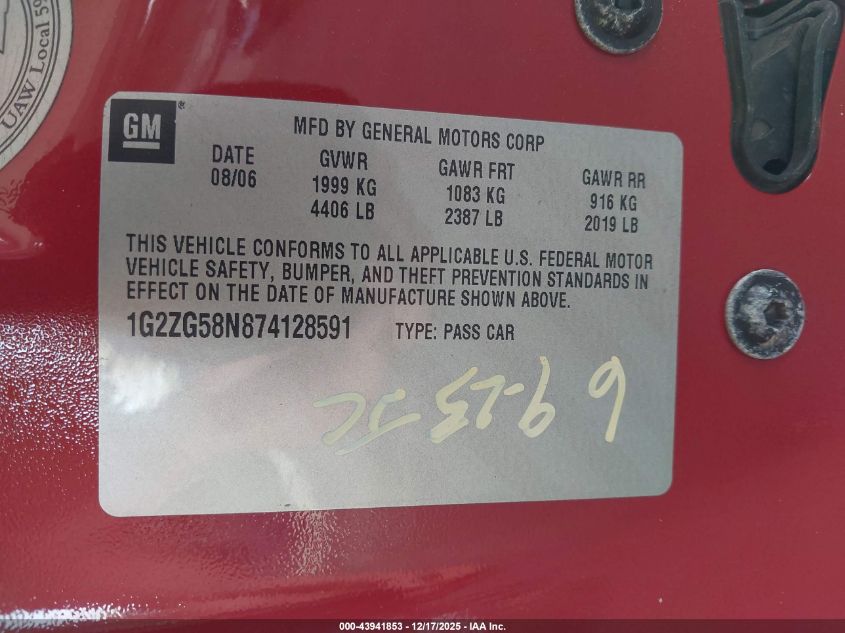 UAW Local 59
GM®
MFD BY GENERAL MOTORS CORP
DATE GVWR GAWR FRT GAWR RR
08/06 1999 KG 1083 KG 916 KG
4406 LB 2387 LB 2019 LB
THIS VEHICLE CONFORMS TO ALL APPLICABLE U.S. FEDERAL MOTOR
VEHICLE SAFETY, BUMPER, AND THEFT PREVENTION STANDARDS IN
EFFECT ON THE DATE OF MANUFACTURE SHOWN ABOVE.
1G2ZG58N874128591 TYPE: PASS CAR
000-43941853 - 12/17/2025 - IAA Inc.